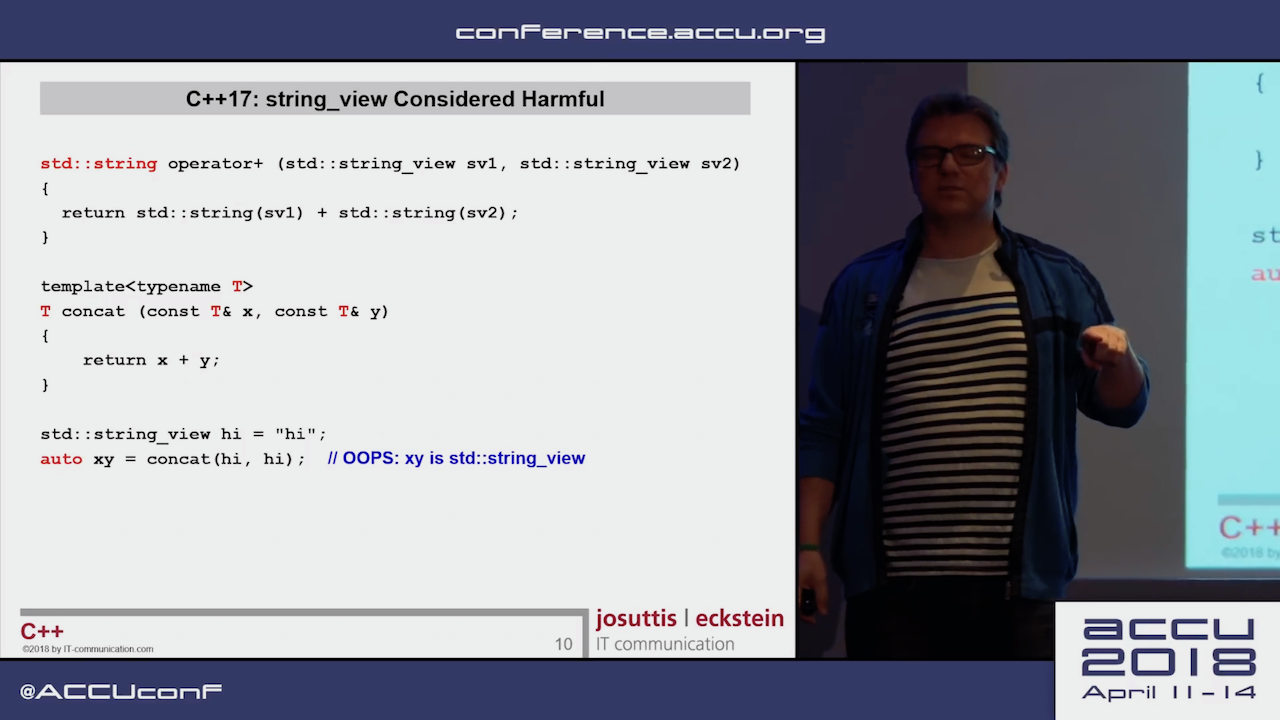 conference.accu.org
C++17: string_view Considered Harmful
std::string operator+ (std::string_view sv1, std::string_view sv2)
{
  return std::string(sv1) + std::string(sv2);
}
template<typename T>
T concat (const T& x, const T& y)
{
    return x + y;
}
std::string_view hi = "hi";
auto xy = concat(hi, hi);  // OOPS: xy is std::string_view
C++
©2018 by IT-communication.com
10
josuttis | eckstein
IT communication
{
}
st
au
C++
©2018 by
accu
2018
April 11-14
@ACCUconf